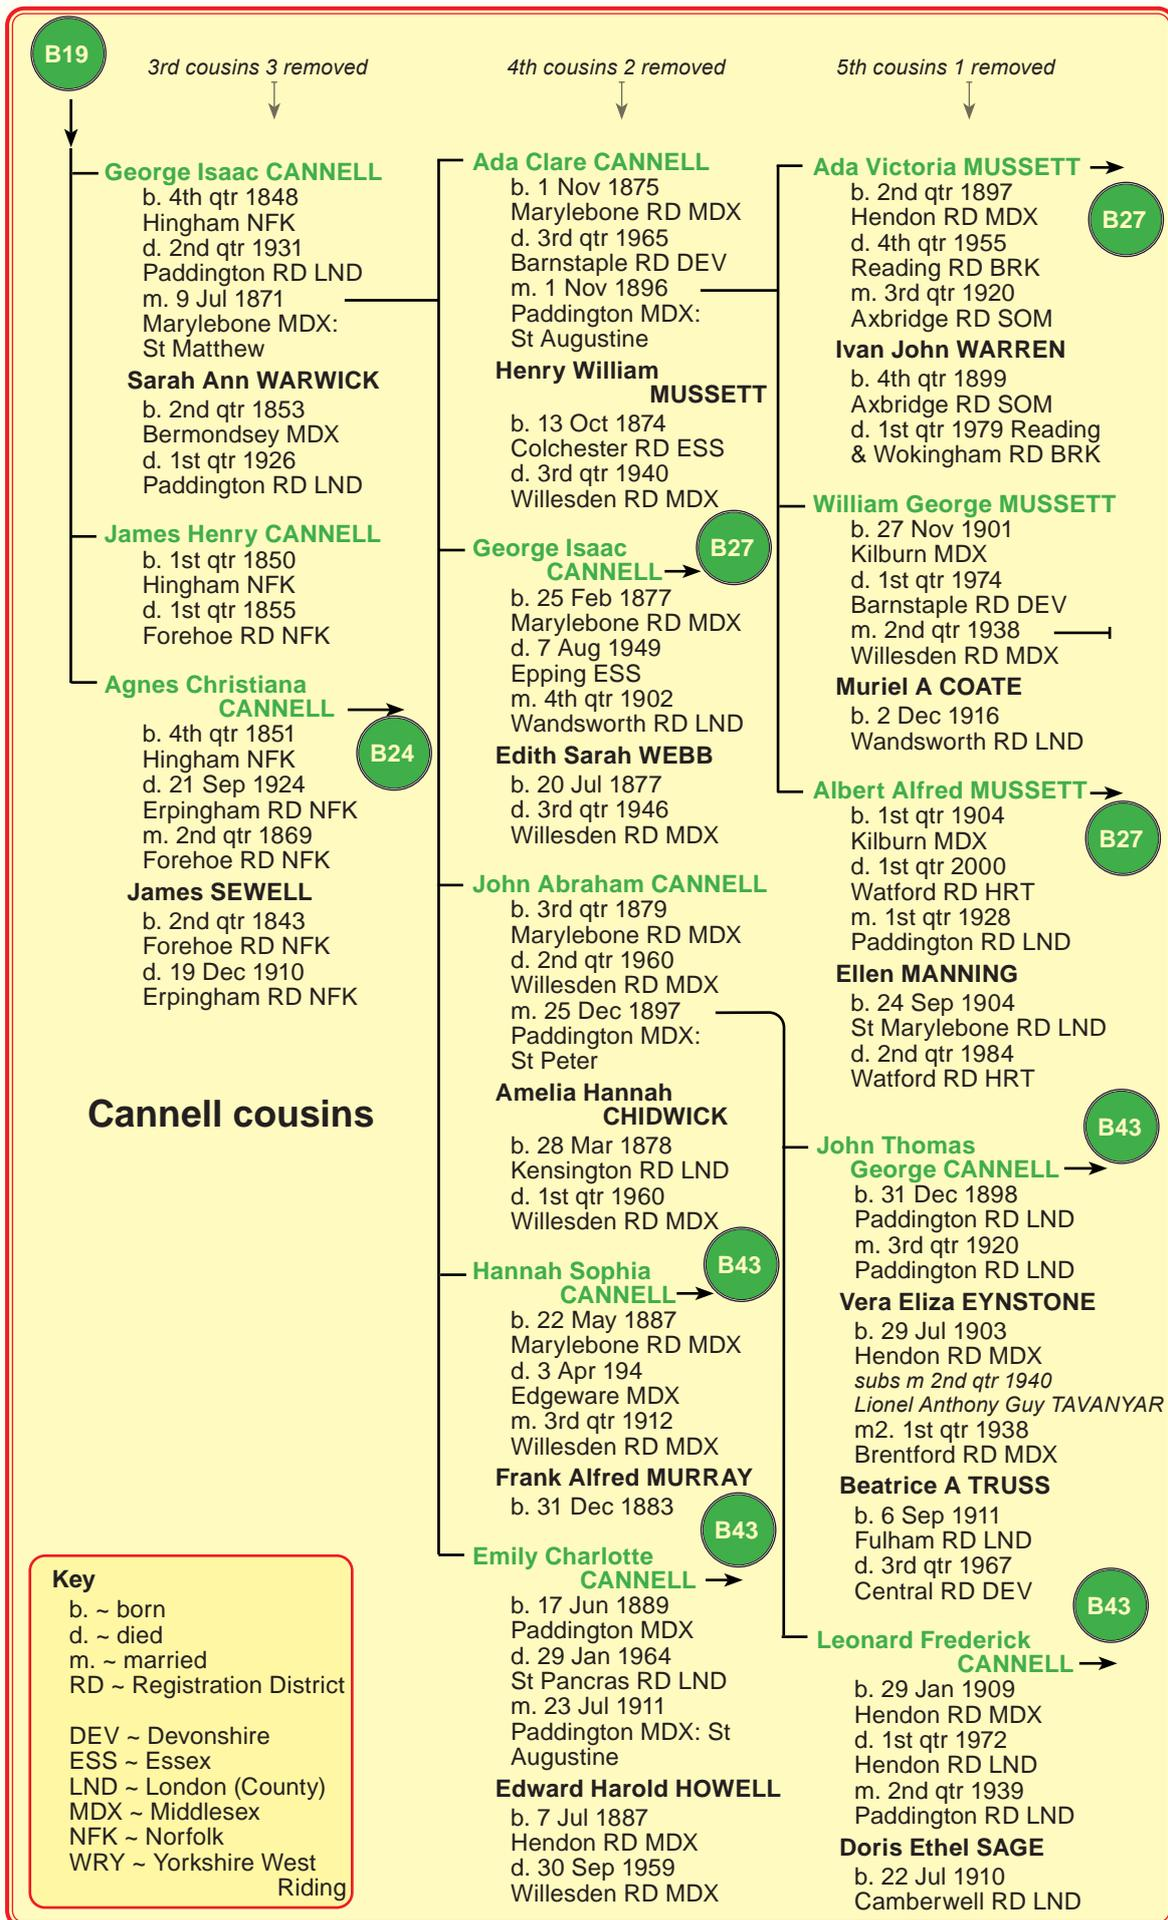 B19
3rd cousins 3 removed
George Isaac CANNELL
b. 4th qtr 1848
Hingham NFK
d. 2nd qtr 1931
Paddington RD LND
m. 9 Jul 1871
Marylebone MDX:
St Matthew
Sarah Ann WARWICK
b. 2nd qtr 1853
Bermondsey MDX
d. 1st qtr 1926
Paddington RD LND
James Henry CANNELL
b. 1st qtr 1850
Hingham NFK
d. 1st qtr 1855
Forehoe RD NFK
Agnes Christiana
CANNELL
B24
b. 4th qtr 1851
Hingham NFK
d. 21 Sep 1924
Erpingham RD NFK
m. 2nd qtr 1869
Forehoe RD NFK
James SEWELL
b. 2nd qtr 1843
Forehoe RD NFK
d. 19 Dec 1910
Erpingham RD NFK
Cannell cousins
Key
b. ~ born
d. ~ died
m. ~ married
RD ~ Registration District
DEV ~ Devonshire
ESS ~ Essex
LND ~ London (County)
MDX ~ Middlesex
NFK ~ Norfolk
WRY ~ Yorkshire West
Riding
4th cousins 2 removed
Ada Clare CANNELL
b. 1 Nov 1875
Marylebone RD MDX
d. 3rd qtr 1965
Barnstaple RD DEV
m. 1 Nov 1896
Paddington MDX:
St Augustine
Henry William
MUSSETT
b. 13 Oct 1874
Colchester RD ESS
d. 3rd qtr 1940
Willesden RD MDX
George Isaac
CANNELL
B27
b. 25 Feb 1877
Marylebone RD MDX
d. 7 Aug 1949
Epping ESS
m. 4th qtr 1902
Wandsworth RD LND
Edith Sarah WEBB
b. 20 Jul 1877
d. 3rd qtr 1946
Willesden RD MDX
John Abraham CANNELL
b. 3rd qtr 1879
Marylebone RD MDX
d. 2nd qtr 1960
Willesden RD MDX
m. 25 Dec 1897
Paddington MDX:
St Peter
Amelia Hannah
CHIDWICK
b. 28 Mar 1878
Kensington RD LND
d. 1st qtr 1960
Willesden RD MDX
Hannah Sophia
CANNELL
B43
b. 22 May 1887
Marylebone RD MDX
d. 3 Apr 194
Edgeware MDX
m. 3rd qtr 1912
Willesden RD MDX
Frank Alfred MURRAY
b. 31 Dec 1883
Emily Charlotte
CANNELL
B43
b. 17 Jun 1889
Paddington MDX
d. 29 Jan 1964
St Pancras RD LND
m. 23 Jul 1911
Paddington MDX: St
Augustine
Edward Harold HOWELL
b. 7 Jul 1887
Hendon RD MDX
d. 30 Sep 1959
Willesden RD MDX
5th cousins 1 removed
Ada Victoria MUSSETT
B27
b. 2nd qtr 1897
Hendon RD MDX
d. 4th qtr 1955
Reading RD BRK
m. 3rd qtr 1920
Axbridge RD SOM
Ivan John WARREN
b. 4th qtr 1899
Axbridge RD SOM
d. 1st qtr 1979 Reading
& Wokingham RD BRK
William George MUSSETT
b. 27 Nov 1901
Kilburn MDX
d. 1st qtr 1974
Barnstaple RD DEV
m. 2nd qtr 1938
Willesden RD MDX
Muriel A COATE
b. 2 Dec 1916
Wandsworth RD LND
Albert Alfred MUSSETT
B27
b. 1st qtr 1904
Kilburn MDX
d. 1st qtr 2000
Watford RD HRT
m. 1st qtr 1928
Paddington RD LND
Ellen MANNING
b. 24 Sep 1904
St Marylebone RD LND
d. 2nd qtr 1984
Watford RD HRT
B43
John Thomas
George CANNELL
b. 31 Dec 1898
Paddington RD LND
m. 3rd qtr 1920
Paddington RD LND
Vera Eliza EYNSTONE
b. 29 Jul 1903
Hendon RD MDX
subs m 2nd qtr 1940
Lionel Anthony Guy TAVANYAR
m2. 1st qtr 1938
Brentford RD MDX
Beatrice A TRUSS
b. 6 Sep 1911
Fulham RD LND
d. 3rd qtr 1967
Central RD DEV
B43
Leonard Frederick
CANNELL
b. 29 Jan 1909
Hendon RD MDX
d. 1st qtr 1972
Hendon RD LND
m. 2nd qtr 1939
Paddington RD LND
Doris Ethel SAGE
b. 22 Jul 1910
Camberwell RD LND